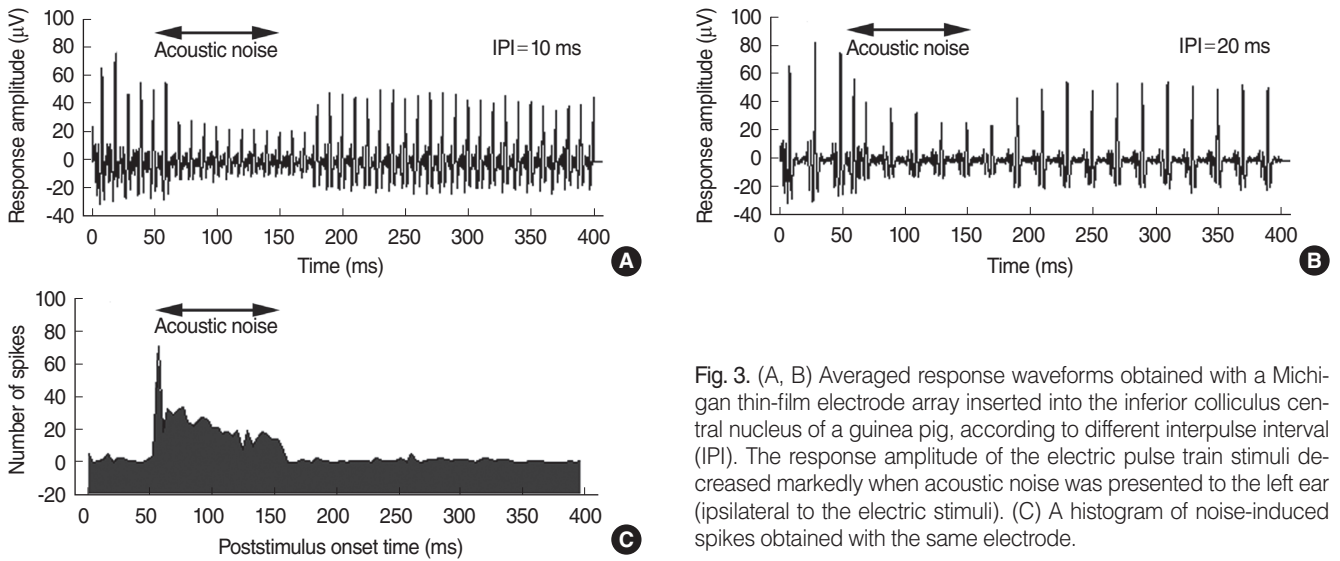 Response amplitude (μV)
100
80
60
40
20
0
-20
-40
Acoustic noise
IPI=10 ms
0 50 100 150 200 250 300 350 400
Time (ms)
A
Response amplitude (μV)
100
80
60
40
20
0
-20
-40
Acoustic noise
IPI=20 ms
0 50 100 150 200 250 300 350 400
Time (ms)
B
Number of spikes
100
80
60
40
20
0
-20
Acoustic noise
0 50 100 150 200 250 300 350 400
Poststimulus onset time (ms)
C
Fig. 3. (A, B) Averaged response waveforms obtained with a Michi-
gan thin-film electrode array inserted into the inferior colliculus cen-
tral nucleus of a guinea pig, according to different interpulse interval
(IPI). The response amplitude of the electric pulse train stimuli de-
creased markedly when acoustic noise was presented to the left ear
(ipsilateral to the electric stimuli). (C) A histogram of noise-induced
spikes obtained with the same electrode.